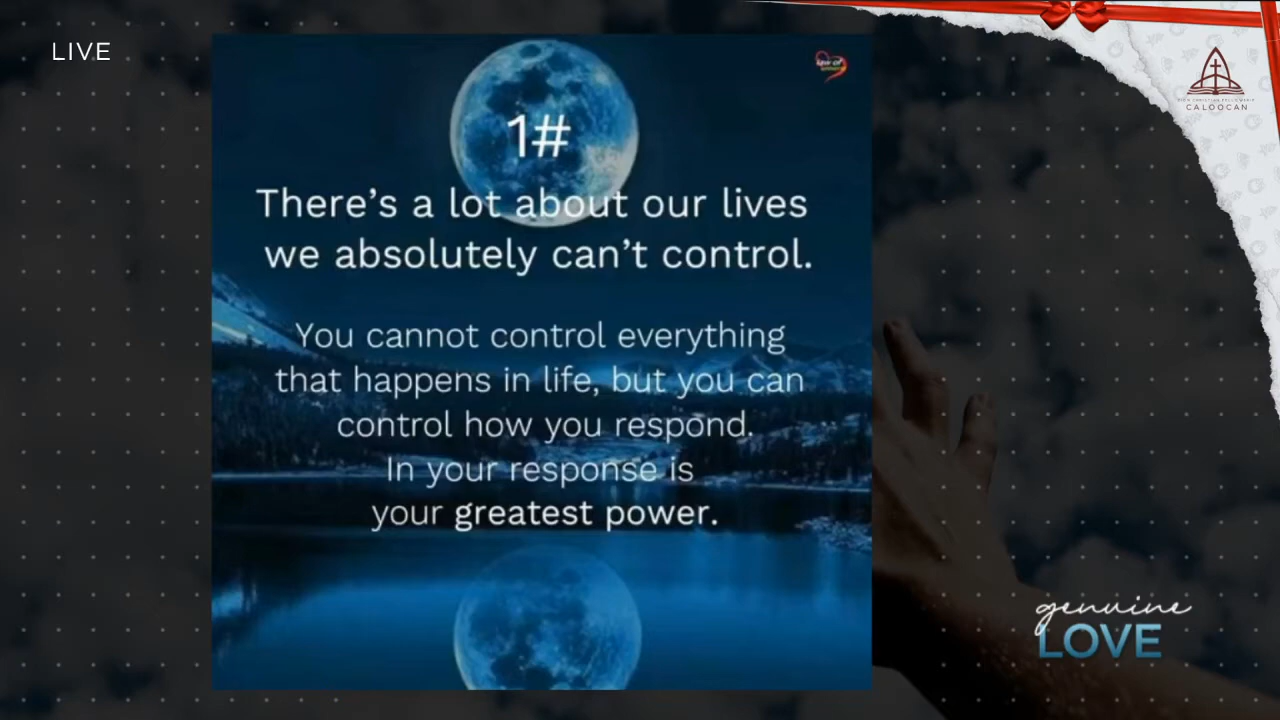 LIVE
1#
There's a lot about our lives
we absolutely can't control.
You cannot control everything
that happens in life, but you can
control how you respond.
In your response is
your greatest power.
CALOOCAN
genuine
LOVE